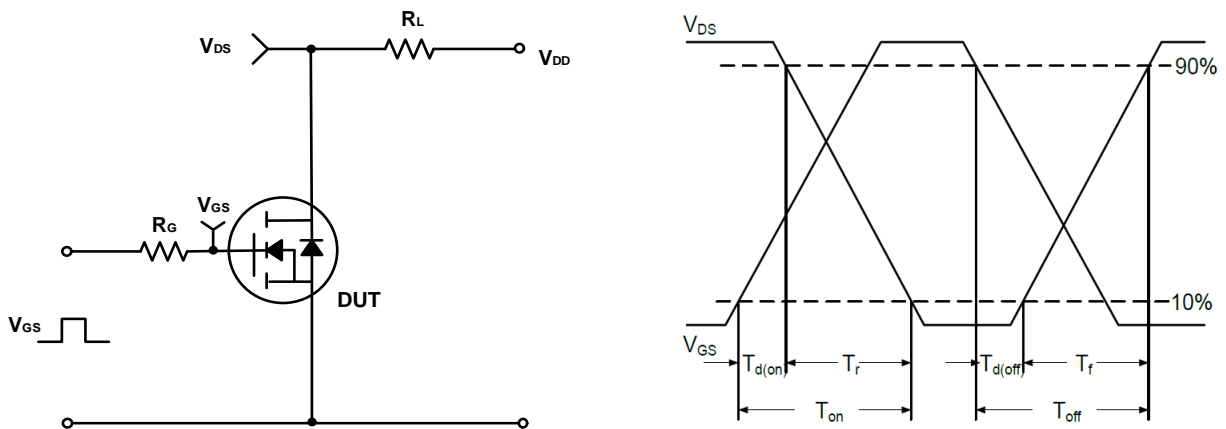 RL
VDS
VDD
VGS
RG
DUT
VGS
VDS
90%
10%
VGS
Td(on)
Tr
Td(off)
Tf
Ton
Toff